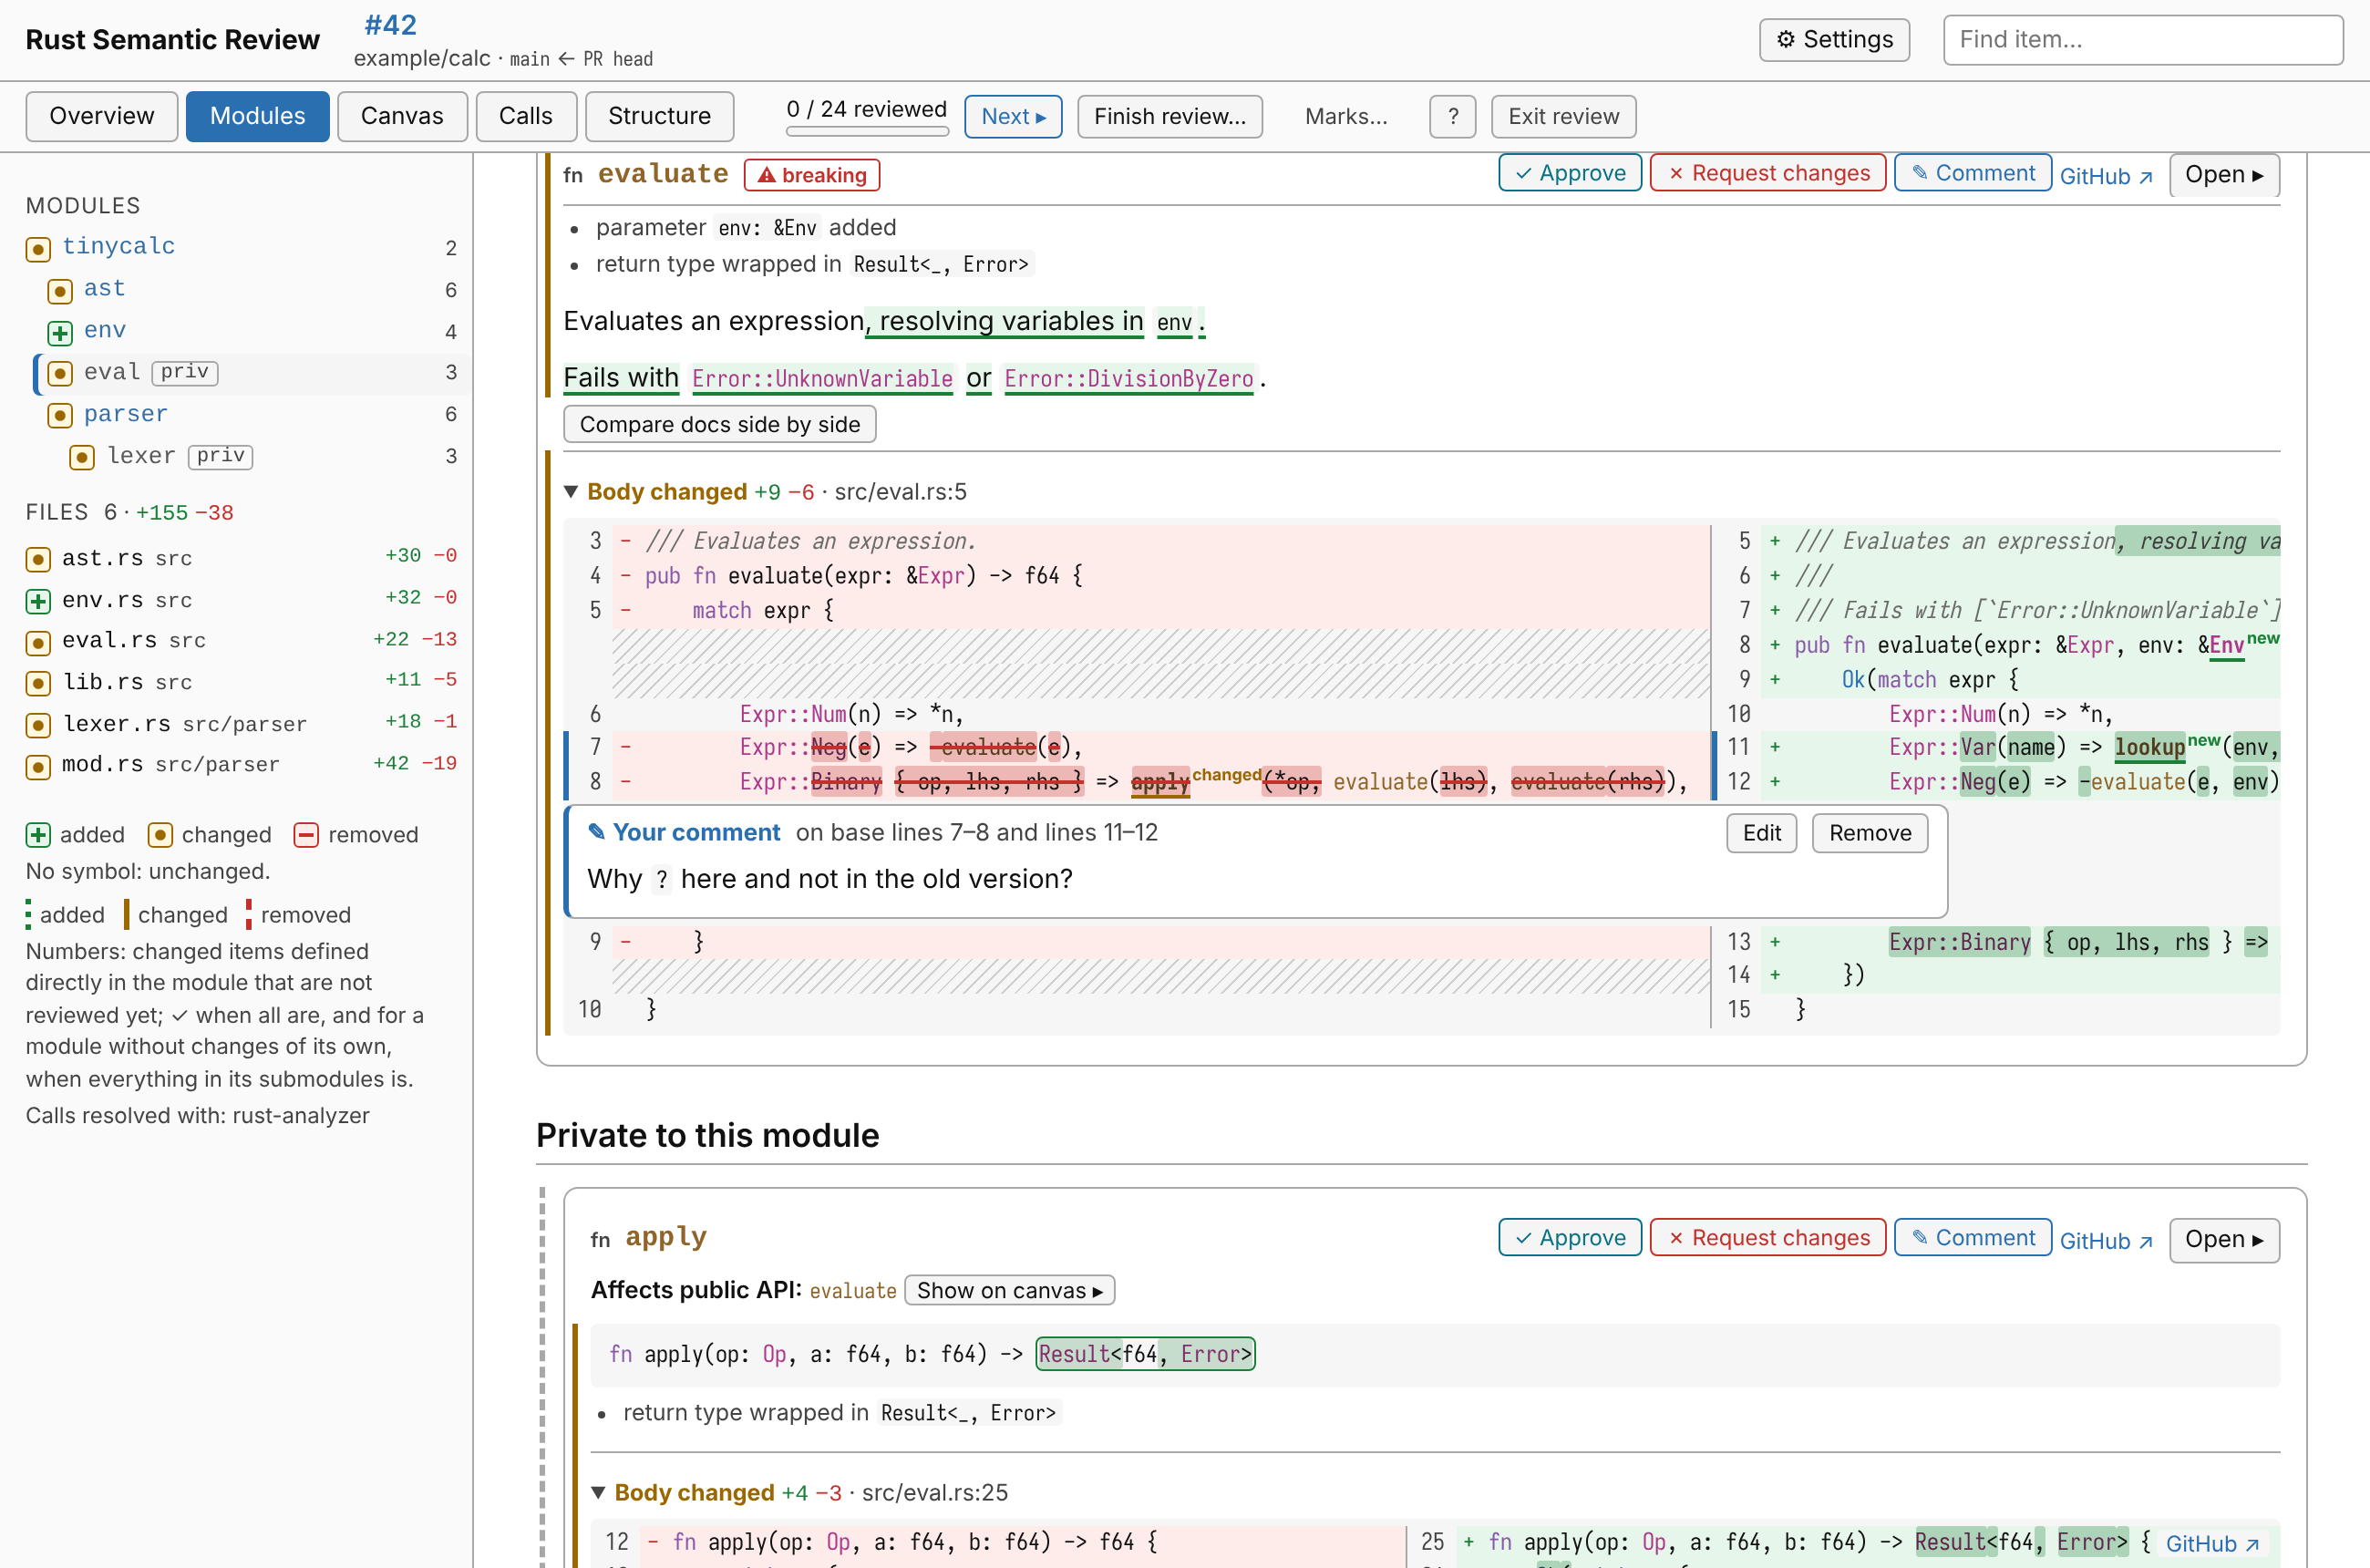 Rust Semantic Review
#42
example/calc · main ← PR head
⚙ Settings
Find item...
Overview
Modules
Canvas
Calls
Structure
0 / 24 reviewed
Next ▸
Finish review...
Marks...
?
Exit review
MODULES
tinycalc 2
ast 6
env 4
eval priv 3
parser 6
lexer priv 3
FILES 6 · +155 −38
ast.rs src +30 −0
env.rs src +32 −0
eval.rs src +22 −13
lib.rs src +11 −5
lexer.rs src/parser +18 −1
mod.rs src/parser +42 −19
added changed removed
No symbol: unchanged.
added changed removed
Numbers: changed items defined
directly in the module that are not
reviewed yet; ✓ when all are, and for a
module without changes of its own,
when everything in its submodules is.
Calls resolved with: rust-analyzer
fn evaluate ⚠ breaking
✓ Approve
× Request changes
✎ Comment
GitHub ↗
Open ▸
• parameter env: &Env added
• return type wrapped in Result<_, Error>
Evaluates an expression, resolving variables in env.
Fails with Error::UnknownVariable or Error::DivisionByZero.
Compare docs side by side
▼ Body changed +9 −6 · src/eval.rs:5
3 − /// Evaluates an expression.
4 − pub fn evaluate(expr: &Expr) -> f64 {
5 − match expr {
6 Expr::Num(n) => *n,
7 − Expr::Neg(e) => -evaluate(e),
8 − Expr::Binary { op, lhs, rhs } => apply changed(*op, evaluate(lhs), evaluate(rhs)),
5 + /// Evaluates an expression, resolving va
6 + ///
7 + /// Fails with [`Error::UnknownVariable`]
8 + pub fn evaluate(expr: &Expr, env: &Env new
9 + Ok(match expr {
10 Expr::Num(n) => *n,
11 + Expr::Var(name) => lookup new(env,
12 + Expr::Neg(e) => -evaluate(e, env)
✎ Your comment on base lines 7–8 and lines 11–12
Edit
Remove
Why ? here and not in the old version?
9 − }
10 }
13 + Expr::Binary { op, lhs, rhs } =>
14 + })
15 }
Private to this module
fn apply
✓ Approve
× Request changes
✎ Comment
GitHub ↗
Open ▸
Affects public API: evaluate Show on canvas ▸
fn apply(op: Op, a: f64, b: f64) -> Result<f64, Error>
• return type wrapped in Result<_, Error>
▼ Body changed +4 −3 · src/eval.rs:25
12 − fn apply(op: Op, a: f64, b: f64) -> f64 {
25 + fn apply(op: Op, a: f64, b: f64) -> Result<f64, Error> {
GitHub ↗